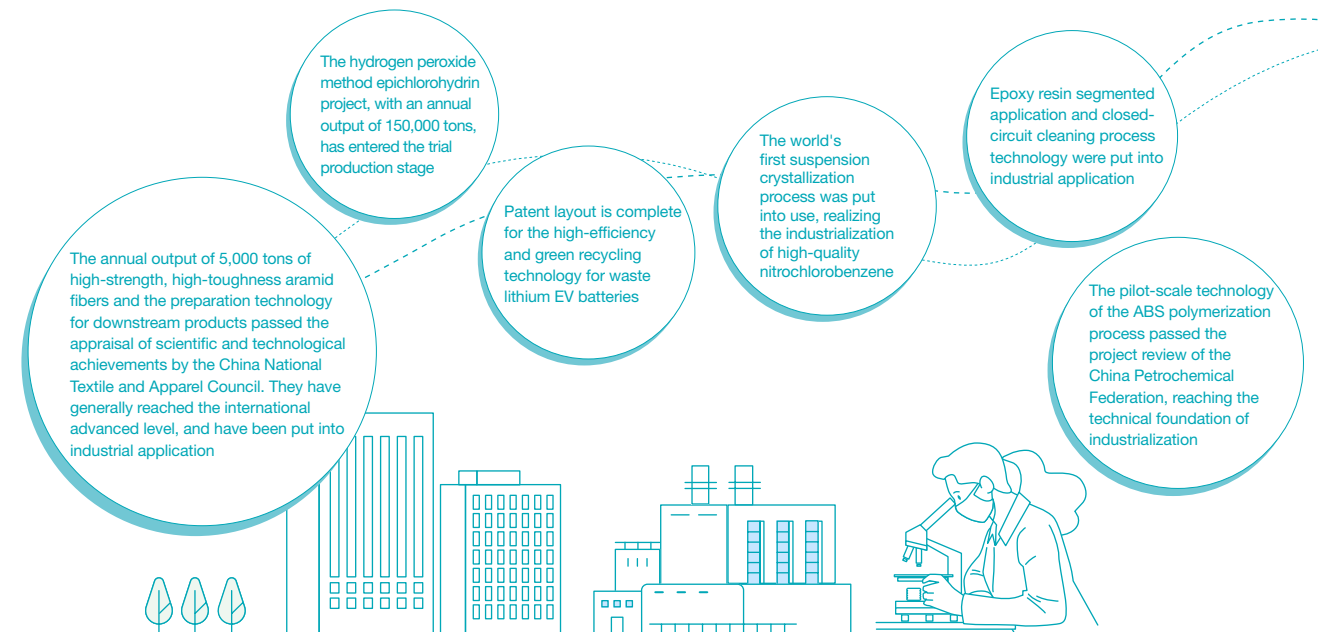 The hydrogen peroxide
method epichlorohydrin
project, with an annual
output of 150,000 tons,
has entered the trial
production stage
Epoxy resin segmented
application and closed-
circuit cleaning process
technology were put into
industrial application
The world's
first suspension
crystallization
process was put
into use, realizing
the industrialization
of high-quality
nitrochlorobenzene
Patent layout is complete
for the high-efficiency
and green recycling
technology for waste
lithium EV batteries
The annual output of 5,000 tons of
high-strength, high-toughness aramid
fibers and the preparation technology
for downstream products passed the
appraisal of scientific and technological
achievements by the China National
Textile and Apparel Council. They have
generally reached the international
advanced level, and have been put into
industrial application
The pilot-scale technology
of the ABS polymerization
process passed the
project review of the
China Petrochemical
Federation, reaching the
technical foundation of
industrialization